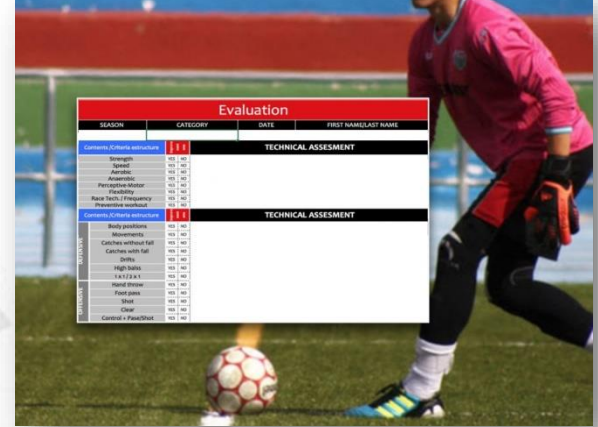 Evaluation
SEASON CATEGORY DATE FIRST NAME/LAST NAME
Contents /Criteria estructure TECHNICAL ASSESMENT
Strength YES NO
Speed YES NO
Aerobic YES NO
Anaerobic YES NO
Perceptive-Motor YES NO
Flexibility YES NO
Race Tech. / Frequency YES NO
Preventive workout YES NO
Contents /Criteria estructure TECHNICAL ASSESMENT
DEFENSIVE
Body positions YES NO
Movements YES NO
Catches without fall YES NO
Catches with fall YES NO
Drifts YES NO
High balss YES NO
1 x 1 / 2 x 1 YES NO
Hand throw YES NO
Foot pass YES NO
Shot YES NO
Clear YES NO
Control + Pase/Shot YES NO